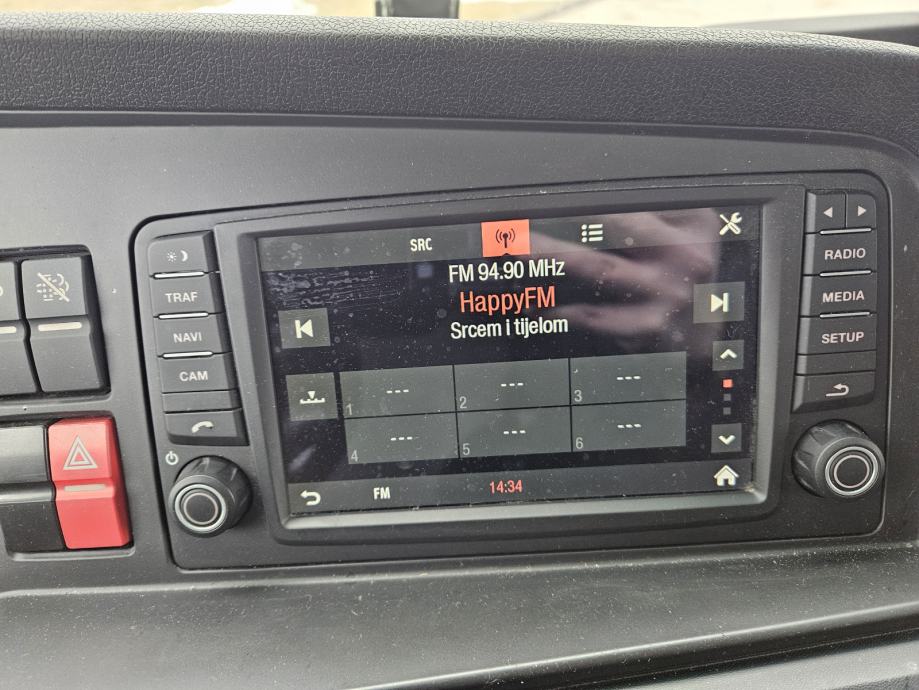 SRC
FM 94.90 MHz
HappyFM
Srcem i tijelom
1 ---
2 ---
3 ---
4 ---
5 ---
6 ---
FM
14:34
TRAF
NAVI
CAM
RADIO
MEDIA
SETUP